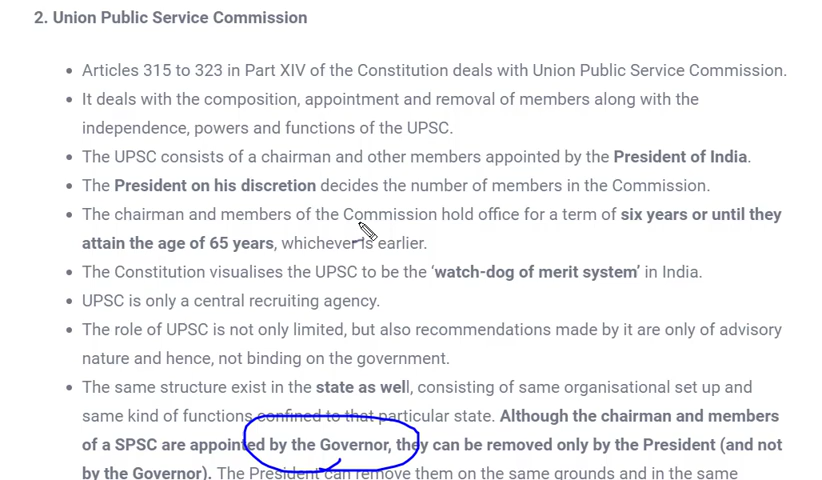 2. Union Public Service Commission
• Articles 315 to 323 in Part XIV of the Constitution deals with Union Public Service Commission.
• It deals with the composition, appointment and removal of members along with the
independence, powers and functions of the UPSC.
• The UPSC consists of a chairman and other members appointed by the President of India.
• The President on his discretion decides the number of members in the Commission.
• The chairman and members of the Commission hold office for a term of six years or until they
attain the age of 65 years, whichever is earlier.
• The Constitution visualises the UPSC to be the ‘watch-dog of merit system’ in India.
• UPSC is only a central recruiting agency.
• The role of UPSC is not only limited, but also recommendations made by it are only of advisory
nature and hence, not binding on the government.
• The same structure exist in the state as well, consisting of same organisational set up and
same kind of functions confined to that particular state. Although the chairman and members
of a SPSC are appointed by the Governor, they can be removed only by the President (and not
by the Governor). The President can remove them on the same grounds and in the same